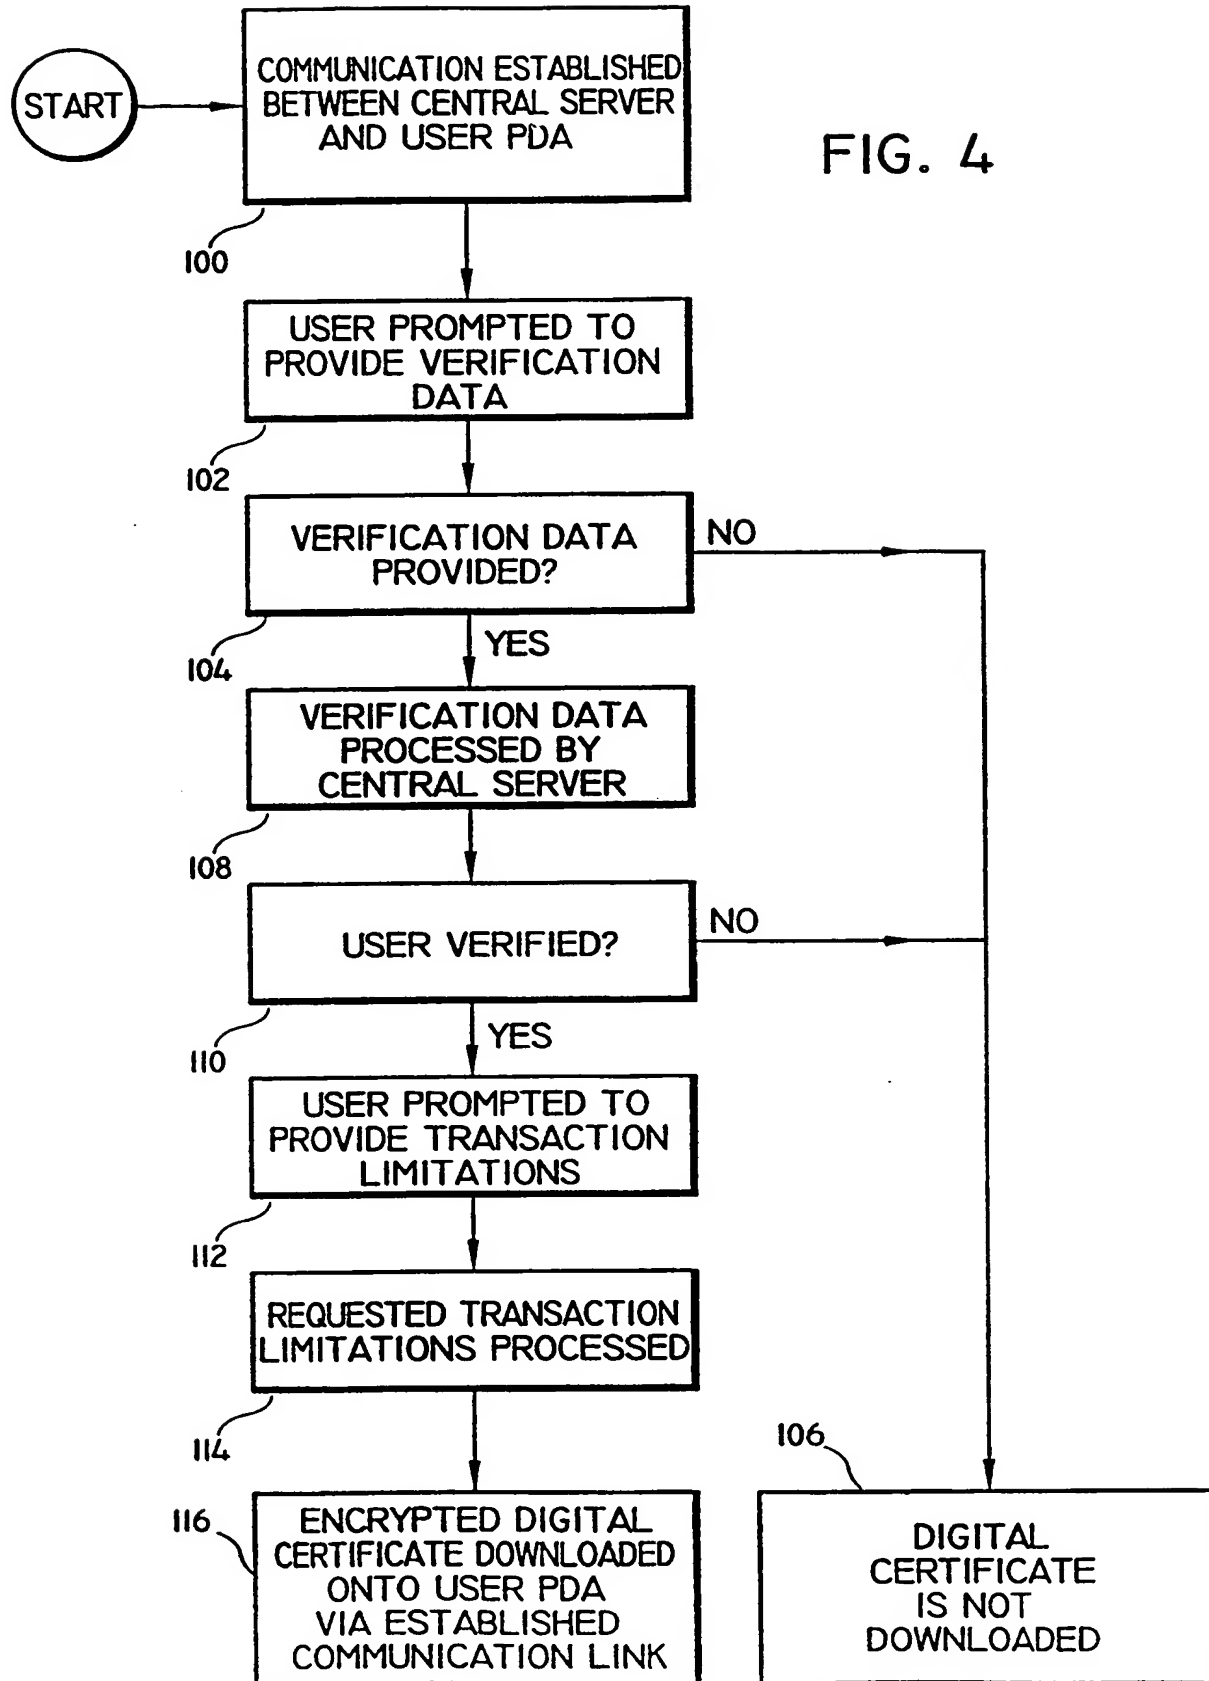 START
COMMUNICATION ESTABLISHED
BETWEEN CENTRAL SERVER
AND USER PDA
FIG. 4
100
USER PROMPTED TO
PROVIDE VERIFICATION
DATA
102
VERIFICATION DATA
PROVIDED?
NO
104
YES
VERIFICATION DATA
PROCESSED BY
CENTRAL SERVER
108
USER VERIFIED?
NO
110
YES
USER PROMPTED TO
PROVIDE TRANSACTION
LIMITATIONS
112
REQUESTED TRANSACTION
LIMITATIONS PROCESSED
114
116
ENCRYPTED DIGITAL
CERTIFICATE DOWNLOADED
ONTO USER PDA
VIA ESTABLISHED
COMMUNICATION LINK
106
DIGITAL
CERTIFICATE
IS NOT
DOWNLOADED